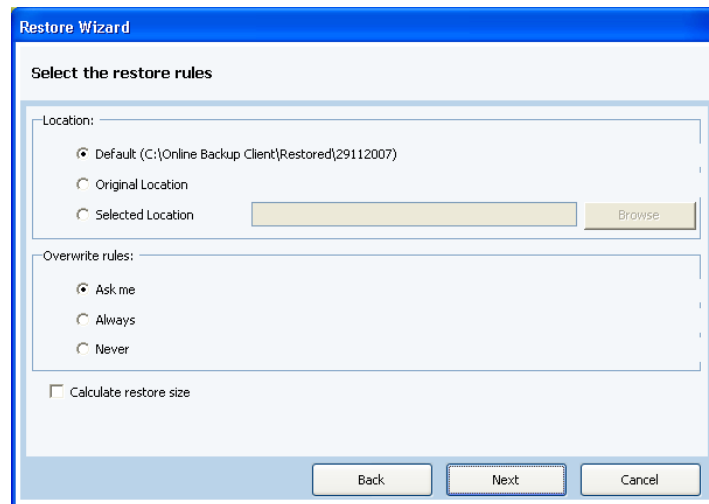 Restore Wizard
Select the restore rules
Location:
Default (C:\Online Backup Client\Restored\29112007)
Original Location
Selected Location Browse
Overwrite rules:
Ask me
Always
Never
Calculate restore size
Back Next Cancel